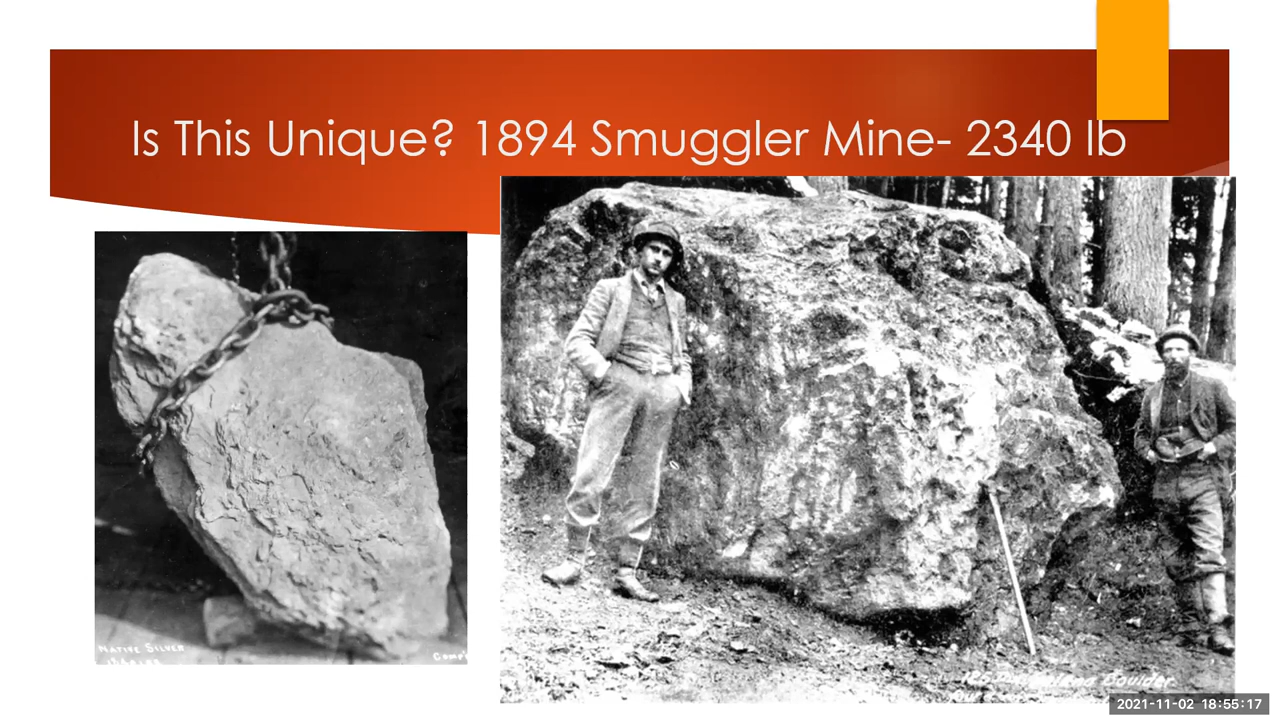 Is This Unique? 1894 Smuggler Mine- 2340 lb
NATIVE SILVER
Boulder.
2021-11-02 18:55:17